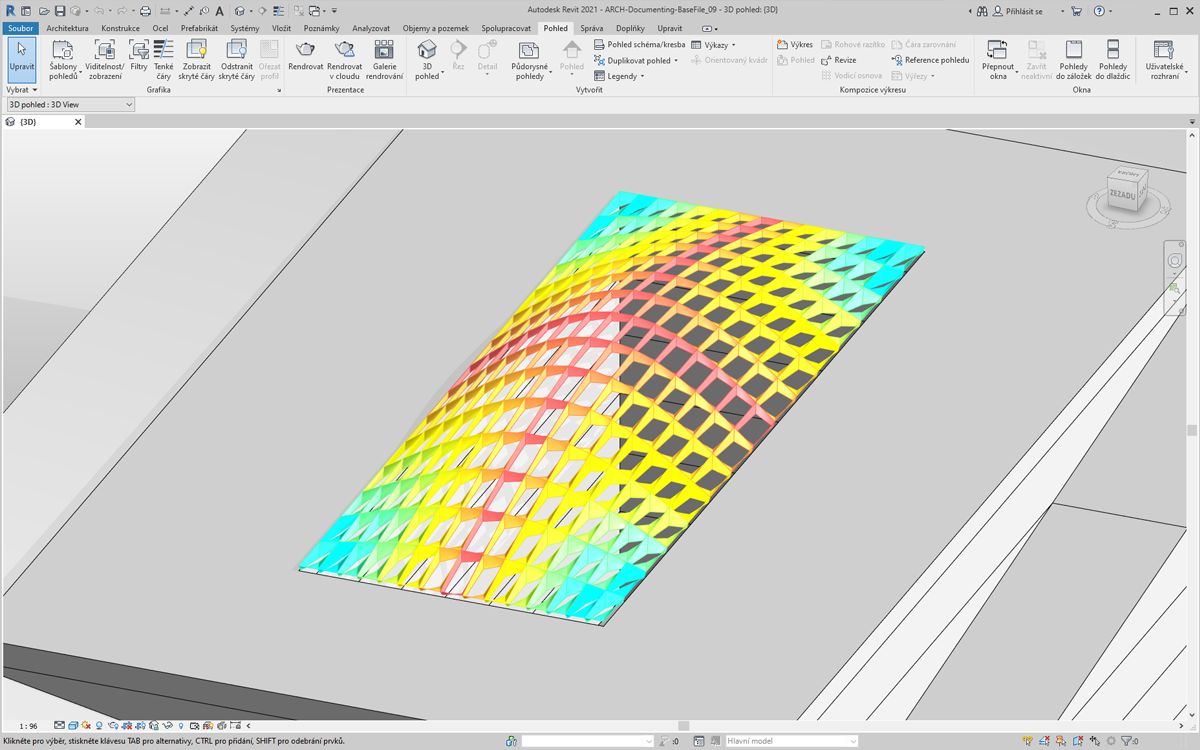 Autodesk Revit 2021 - ARCH-Documenting-BaseFile_09 - 3D pohled: {3D}
Přihlásit se
Soubor Architektura Konstrukce Ocel Prefabrikát Systémy Vložit Poznámky Analyzovat Objemy a pozemek Spolupracovat Pohled Správa Doplňky Upravit
Upravit
Šablony pohledů
Viditelnost/ zobrazení
Filtry
Tenké čáry
Zobrazit skryté čáry
Odstranit skryté čáry
Ořezat profil
Rendrovat
Rendrovat v cloudu
Galerie rendrování
3D pohled
Řez
Detail
Půdorysné pohledy
Pohled
Pohled schéma/kresba
Duplikovat pohled
Legendy
Výkazy
Orientovaný kvádr
Výkres
Pohled
Rohové razítko
Revize
Vodicí osnova
Čára zarovnání
Reference pohledu
Výřezy
Přepnout okna
Zavřít neaktivní
Pohledy do záložek
Pohledy do dlaždic
Uživatelské rozhraní
Vybrat Grafika Prezentace Vytvořit Kompozice výkresu Okna
3D pohled : 3D View
{3D}
ZEZADU
1 : 96
Klikněte pro výběr, stiskněte klávesu TAB pro alternativy, CTRL pro přidání, SHIFT pro odebrání prvků.
:0
Hlavní model
:0